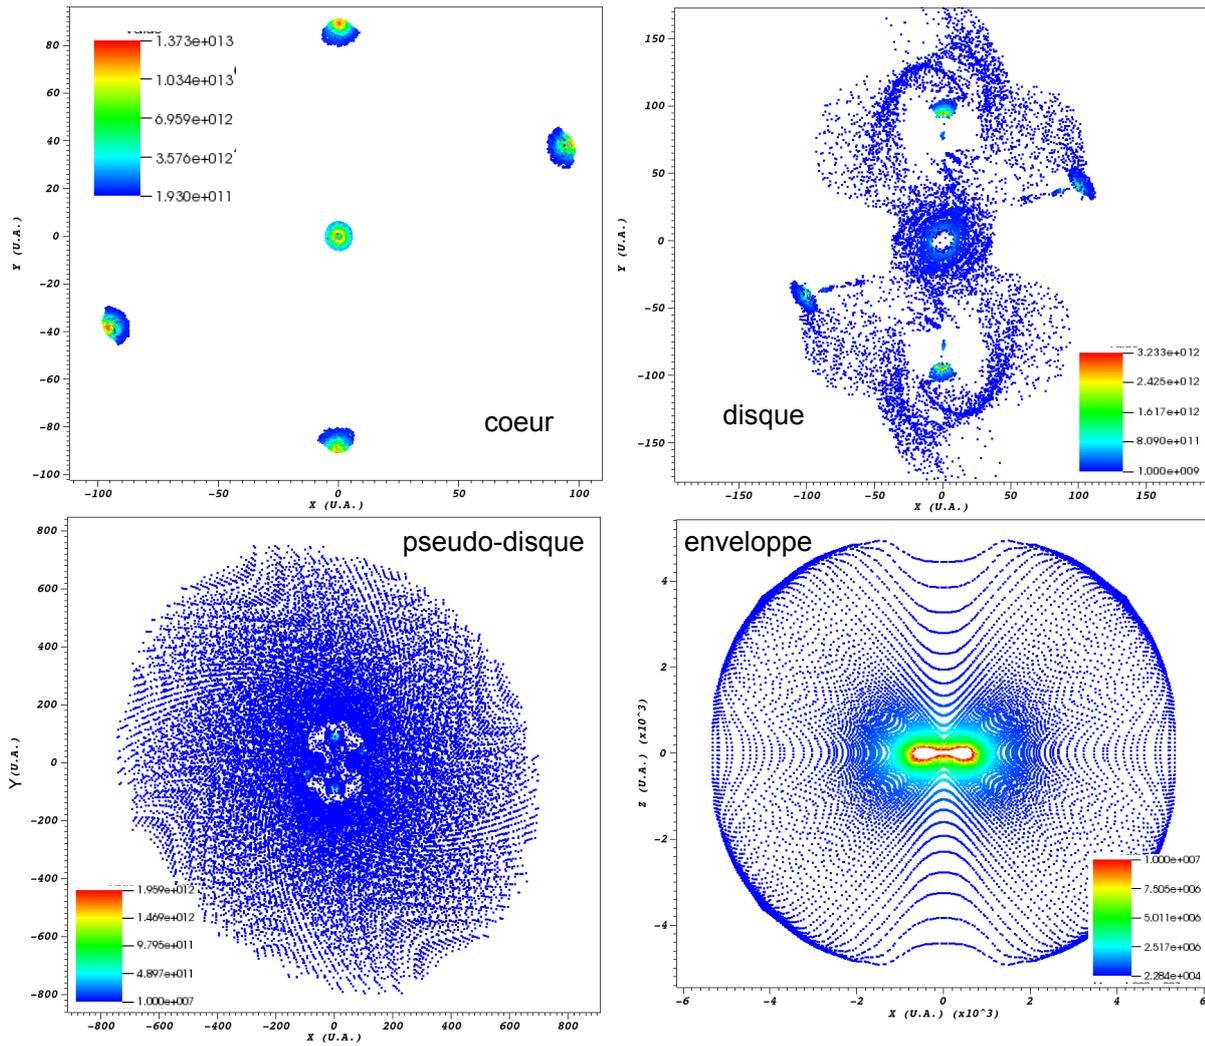 80
60
40
20
0
−20
−40
−60
−80
−100
Y (U.A.)
1.373e+013
1.034e+013
6.959e+012
3.576e+012
1.930e+011
coeur
−100
−50
0
50
100
X (U.A.)
150
100
50
0
−50
−100
−150
Y (U.A.)
disque
3.233e+012
2.425e+012
1.617e+012
8.090e+011
1.000e+009
−150
−100
−50
0
50
100
150
X (U.A.)
pseudo-disque
800
600
400
200
0
−200
−400
−600
−800
Y(U.A.)
1.959e+012
1.469e+012
9.795e+011
4.897e+011
1.000e+007
−800
−600
−400
−200
0
200
400
600
800
X (U.A.)
enveloppe
4
2
0
−2
−4
Z (U.A.) (x10^3)
1.000e+007
7.505e+006
5.011e+006
2.517e+006
2.284e+004
−6
−4
−2
0
2
4
6
X (U.A.) (x10^3)